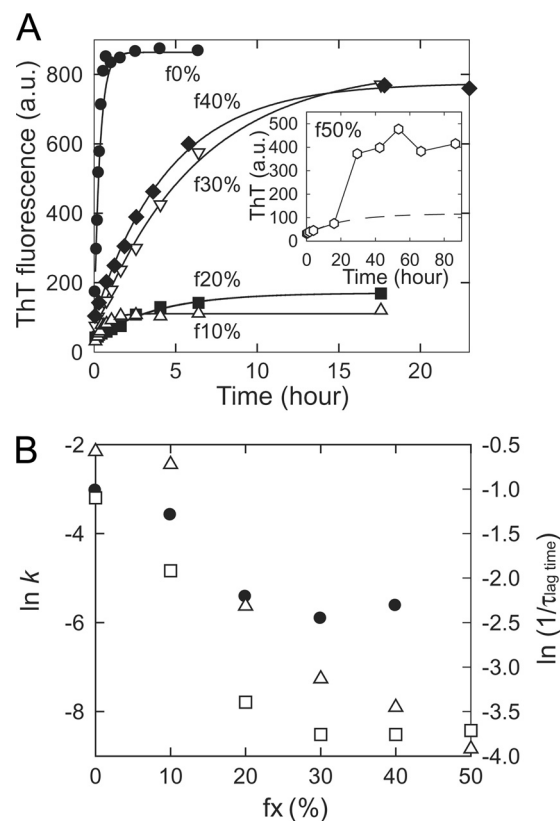 A
ThT fluorescence (a.u.)
800
600
400
200
0
f0%
f40%
f30%
f20%
f10%
0 5 10 15 20
Time (hour)
f50%
ThT (a.u.)
500
400
300
200
100
0
0 20 40 60 80
Time (hour)
B
ln k
-2
-4
-6
-8
-0.5
-1.0
-1.5
-2.0
-2.5
-3.0
-3.5
-4.0
ln (1/τlag time)
0 10 20 30 40 50
fx (%)